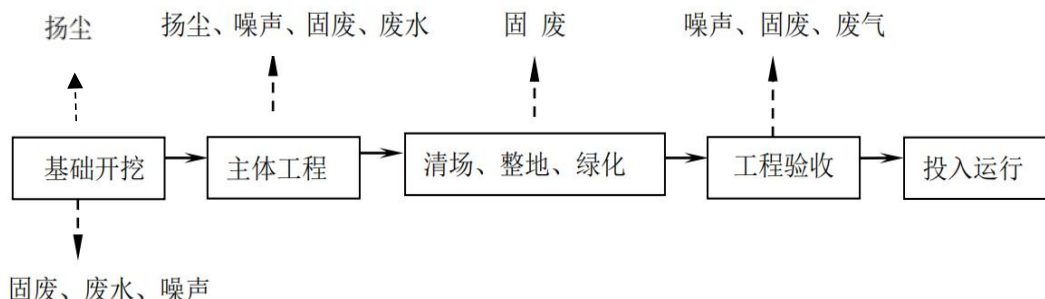 扬尘
扬尘、噪声、固废、废水
固 废
噪声、固废、废气
基础开挖
主体工程
清场、整地、绿化
工程验收
投入运行
固废、废水、噪声